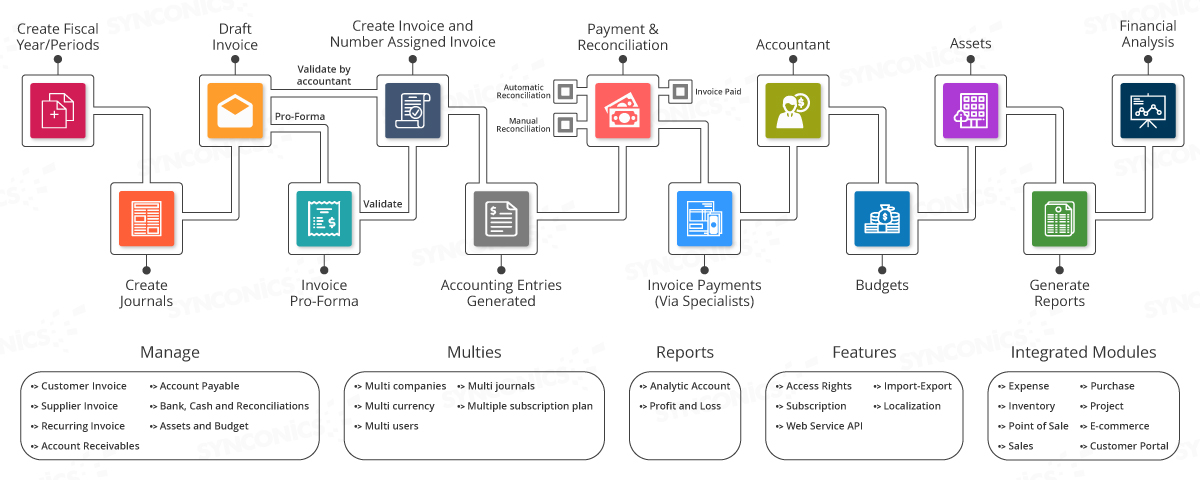 Create Fiscal
Year/Periods
Draft
Invoice
Create Invoice and
Number Assigned Invoice
Payment &
Reconciliation
Accountant
Assets
Financial
Analysis
Validate by
accountant
Pro-Forma
Validate
Automatic
Reconciliation
Manual
Reconciliation
Invoice Paid
Create
Journals
Invoice
Pro-Forma
Accounting Entries
Generated
Invoice Payments
(Via Specialists)
Budgets
Generate
Reports
Manage
Customer Invoice
Supplier Invoice
Recurring Invoice
Account Receivables
Account Payable
Bank, Cash and Reconciliations
Assets and Budget
Multies
Multi companies
Multi currency
Multi users
Multi journals
Multiple subscription plan
Reports
Analytic Account
Profit and Loss
Features
Access Rights
Subscription
Web Service API
Import-Export
Localization
Integrated Modules
Expense
Inventory
Point of Sale
Sales
Purchase
Project
E-commerce
Customer Portal
SYNCONICS